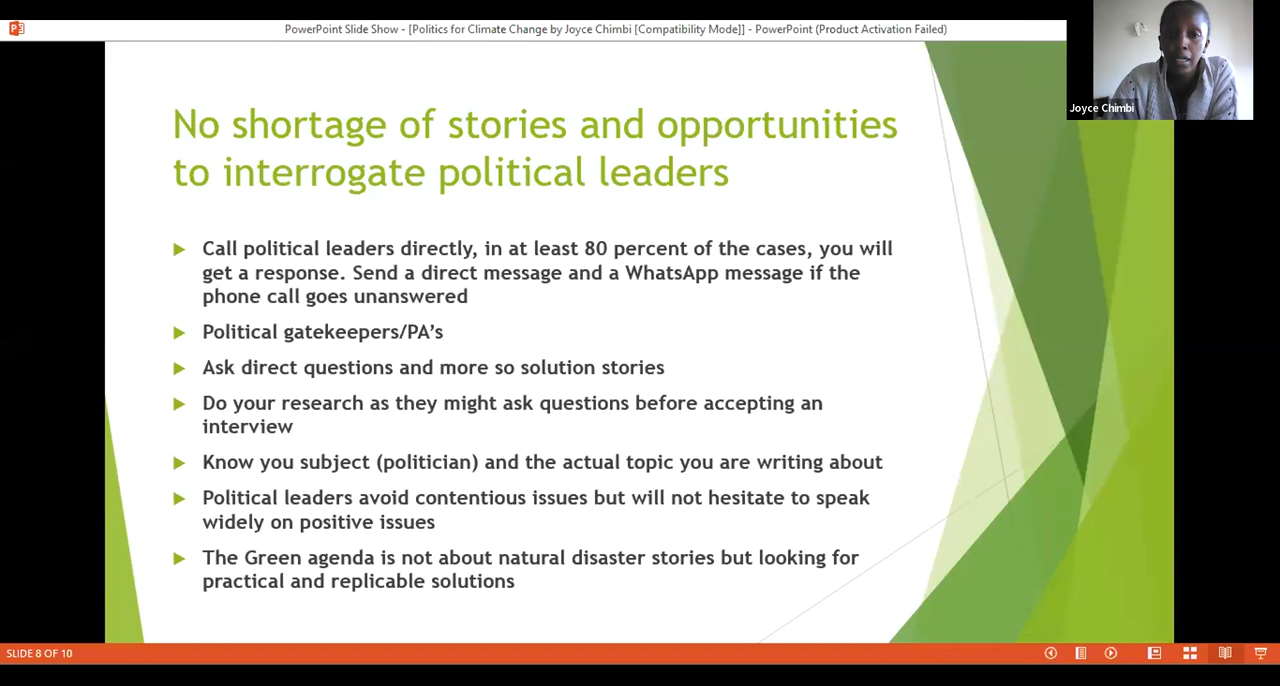 PowerPoint Slide Show - [Politics for Climate Change by Joyce Chimbi [Compatibility Mode]] - PowerPoint (Product Activation Failed)
Joyce Chimbi
No shortage of stories and opportunities
to interrogate political leaders
Call political leaders directly, in at least 80 percent of the cases, you will
get a response. Send a direct message and a WhatsApp message if the
phone call goes unanswered
Political gatekeepers/PA’s
Ask direct questions and more so solution stories
Do your research as they might ask questions before accepting an
interview
Know you subject (politician) and the actual topic you are writing about
Political leaders avoid contentious issues but will not hesitate to speak
widely on positive issues
The Green agenda is not about natural disaster stories but looking for
practical and replicable solutions
SLIDE 8 OF 10